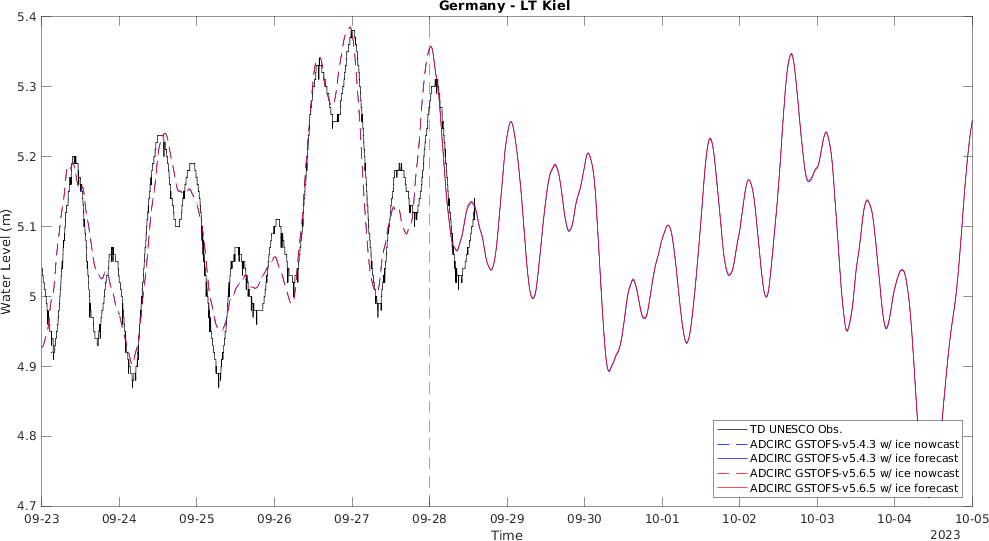 Germany - LT Kiel
5.4
5.3
5.2
5.1
5
4.9
4.8
4.7
Water Level (m)
TD UNESCO Obs.
ADCIRC GSTOFS-v5.4.3 w/ ice nowcast
ADCIRC GSTOFS-v5.4.3 w/ ice forecast
ADCIRC GSTOFS-v5.6.5 w/ ice nowcast
ADCIRC GSTOFS-v5.6.5 w/ ice forecast
09-23 09-24 09-25 09-26 09-27 09-28 09-29 09-30 10-01 10-02 10-03 10-04 10-05
Time
2023